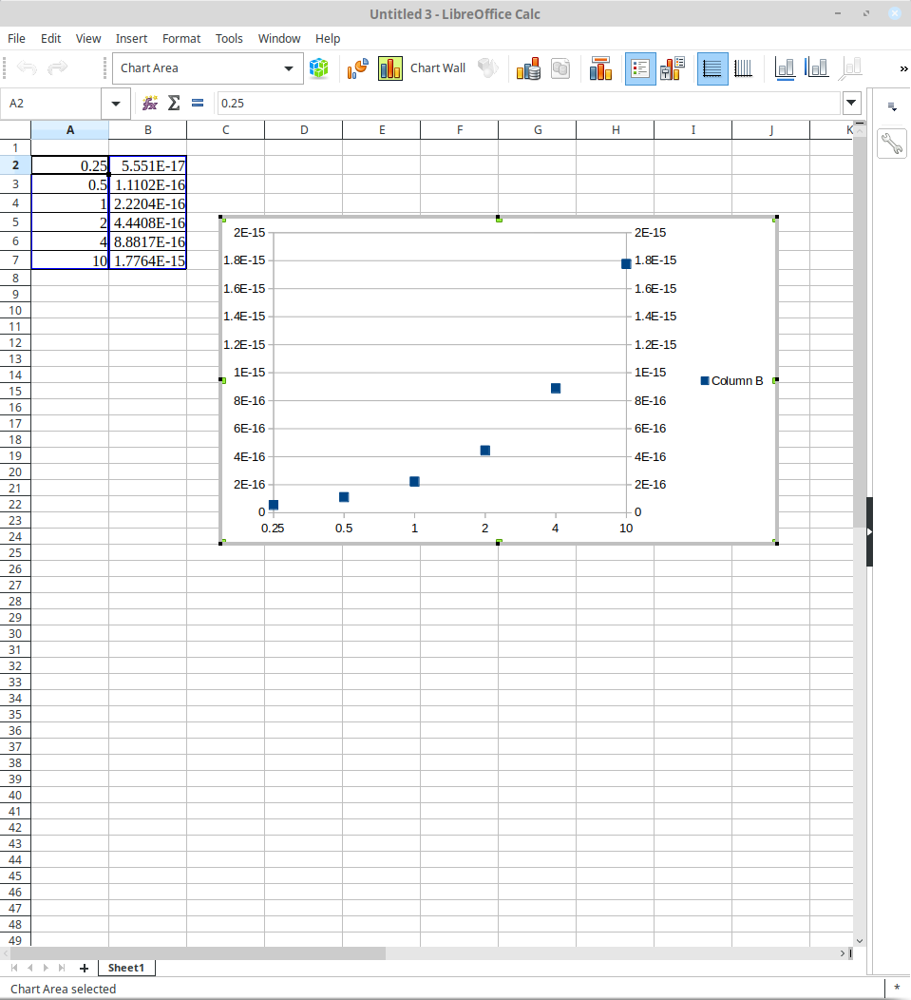 Untitled 3 - LibreOffice Calc
File Edit View Insert Format Tools Window Help
Chart Area Chart Wall »
A2 0.25
A B C D E F G H I J K
1
2 0.25 5.551E-17
3 0.5 1.1102E-16
4 1 2.2204E-16
5 2 4.4408E-16
6 4 8.8817E-16
7 10 1.7764E-15
8
9
10
11
12
13
14
15
16
17
18
19
20
21
22
23
24
25
26
27
28
29
30
31
32
33
34
35
36
37
38
39
40
41
42
43
44
45
46
47
48
49
2E-15 2E-15
1.8E-15 1.8E-15
1.6E-15 1.6E-15
1.4E-15 1.4E-15
1.2E-15 1.2E-15
1E-15 1E-15
Column B
8E-16 8E-16
6E-16 6E-16
4E-16 4E-16
2E-16 2E-16
0 0
0.25 0.5 1 2 4 10
Sheet1
Chart Area selected *